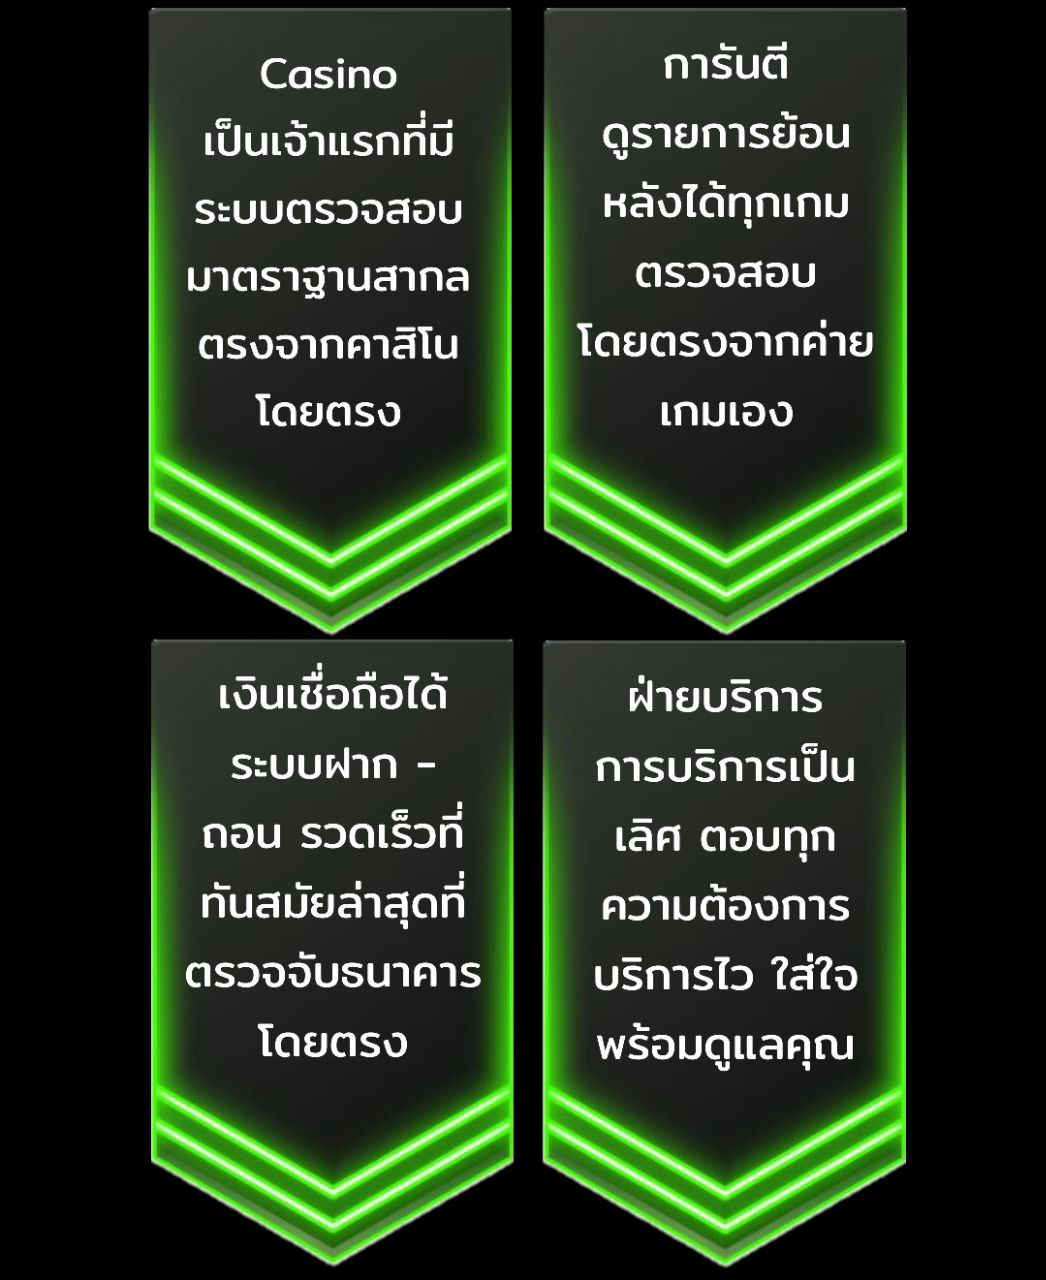 Casino
เป็นเจ้าแรกที่มี
ระบบตรวจสอบ
มาตราฐานสากล
ตรงจากคาสิโน
โดยตรง
การันตี
ดูรายการย้อน
หลังได้ทุกเกม
ตรวจสอบ
โดยตรงจากค่าย
เกมเอง
เงินเชื่อถือได้
ระบบฝาก -
ถอน รวดเร็วที่
ทันสมัยล่าสุดที่
ตรวจจับธนาคาร
โดยตรง
ฝ่ายบริการ
การบริการเป็น
เลิศ ตอบทุก
ความต้องการ
บริการไว ใส่ใจ
พร้อมดูแลคุณ